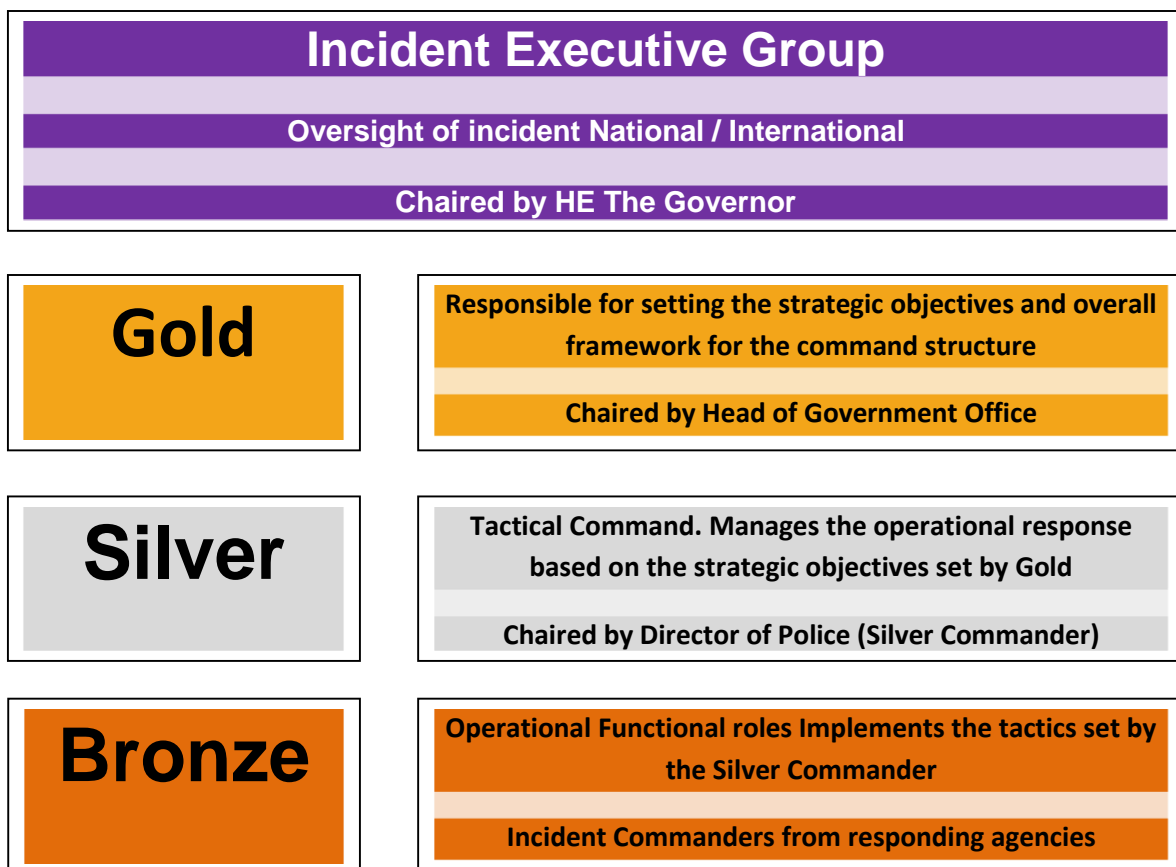 Incident Executive Group
Oversight of incident National / International
Chaired by HE The Governor
Gold
Responsible for setting the strategic objectives and overall
framework for the command structure
Chaired by Head of Government Office
Silver
Tactical Command. Manages the operational response
based on the strategic objectives set by Gold
Chaired by Director of Police (Silver Commander)
Bronze
Operational Functional roles Implements the tactics set by
the Silver Commander
Incident Commanders from responding agencies